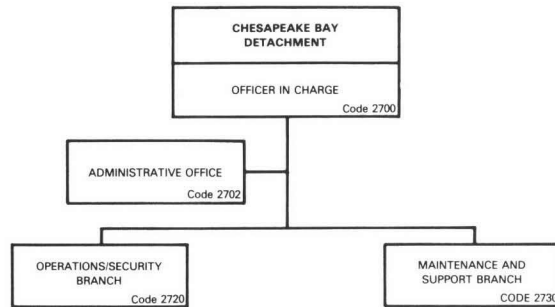 CHESAPEAKE BAY
DETACHMENT
OFFICER IN CHARGE
Code 2700
ADMINISTRATIVE OFFICE
Code 2702
OPERATIONS/SECURITY
BRANCH
Code 2720
MAINTENANCE AND
SUPPORT BRANCH
Code 2730